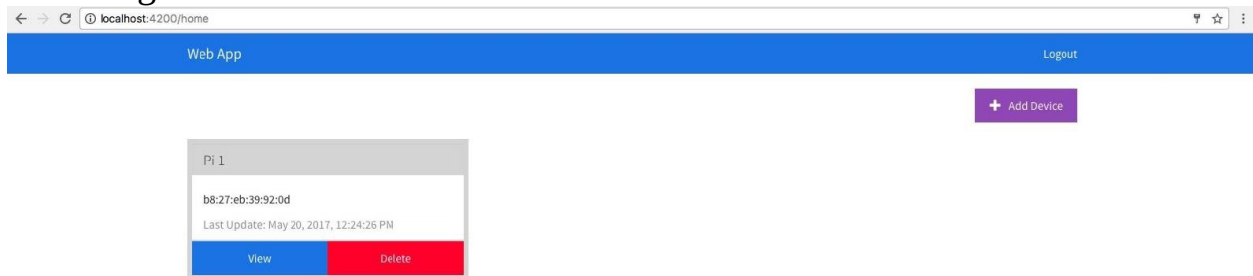 localhost:4200/home
Web App
Logout
+ Add Device
Pi 1
b8:27:eb:39:92:0d
Last Update: May 20, 2017, 12:24:26 PM
View
Delete